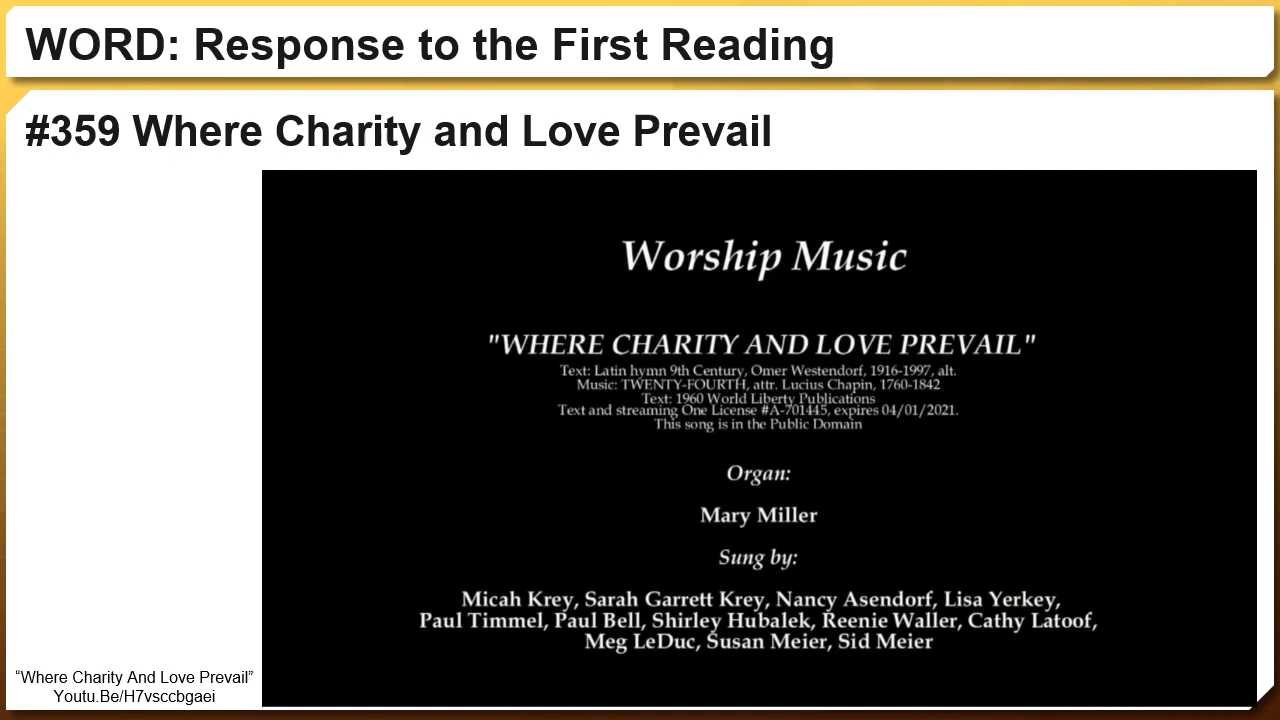 WORD: Response to the First Reading
#359 Where Charity and Love Prevail
Worship Music
"WHERE CHARITY AND LOVE PREVAIL"
Text: Latin hymn 9th Century, Omer Westendorf, 1916-1997, alt.
Music: TWENTY-FOURTH, attr. Lucius Chapin, 1760-1842
Text: 1960 World Liberty Publications
Text and streaming One License #A-701445, expires 04/01/2021.
This song is in the Public Domain
Organ:
Mary Miller
Sung by:
Micah Krey, Sarah Garrett Krey, Nancy Asendorf, Lisa Yerkey,
Paul Timmel, Paul Bell, Shirley Hubalek, Reenie Waller, Cathy Latoof,
Meg LeDuc, Susan Meier, Sid Meier
“Where Charity And Love Prevail”
Youtu.Be/H7vsccbgaei